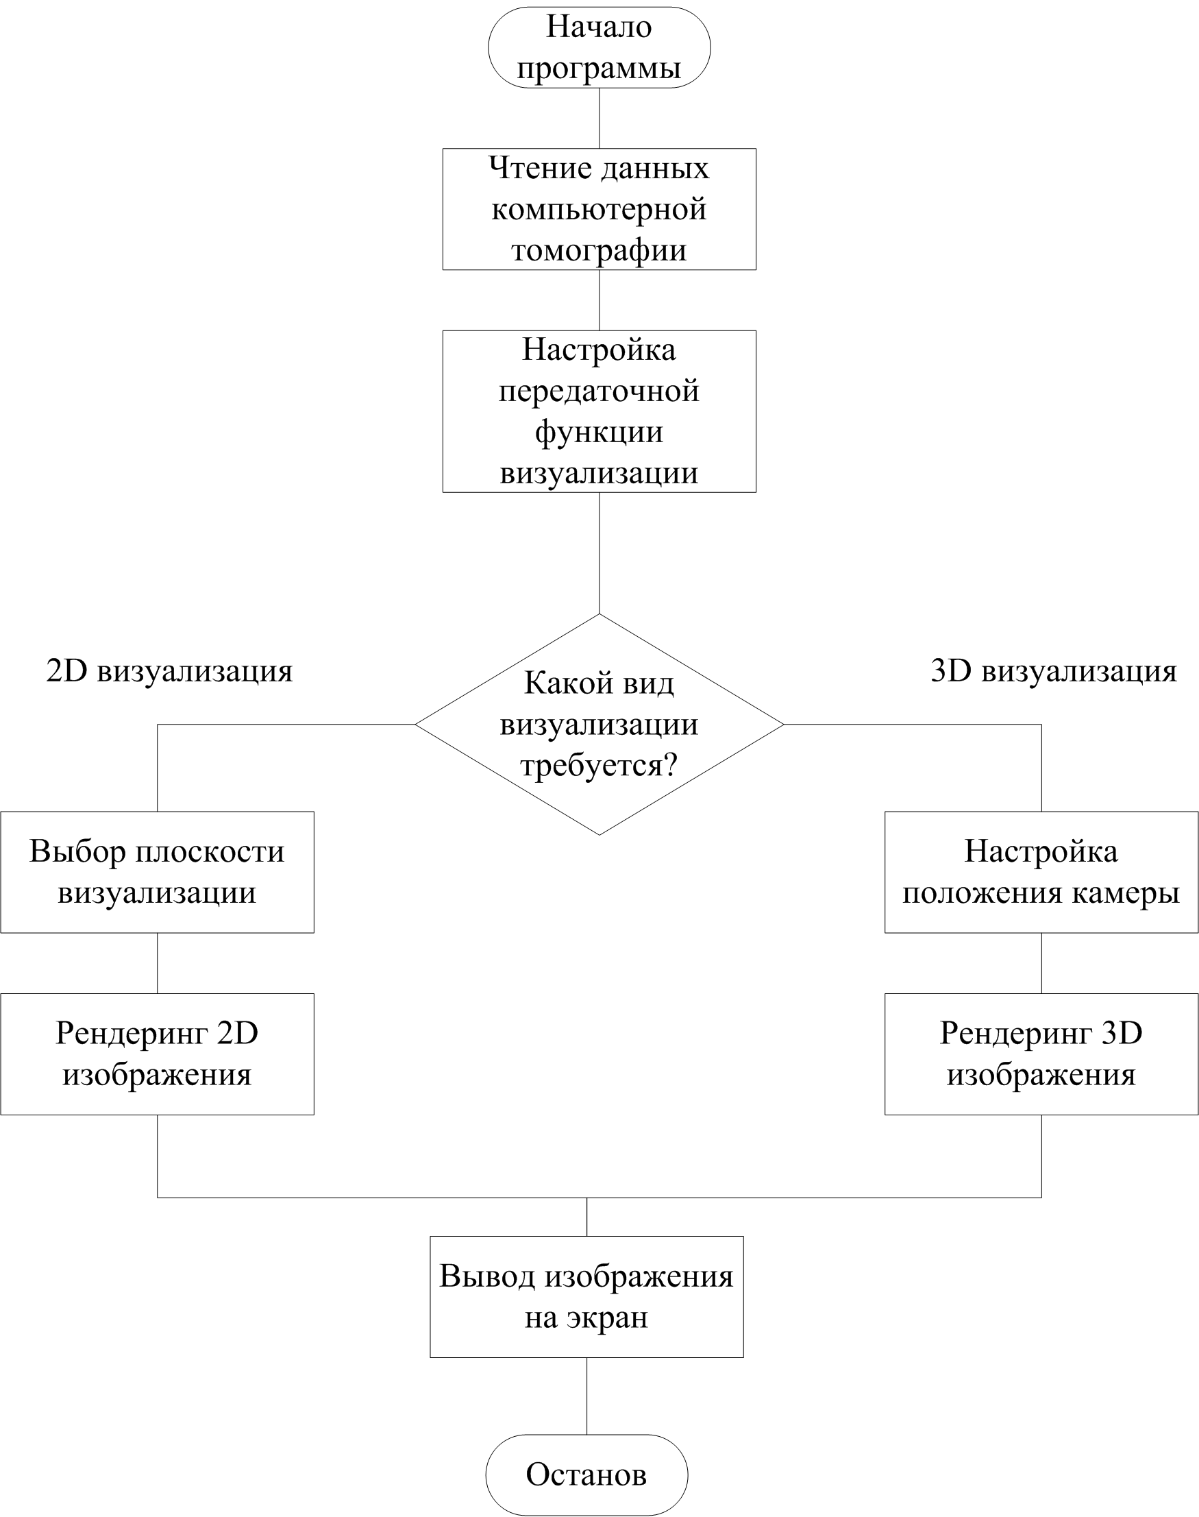 Начало
программы
Чтение данных
компьютерной
томографии
Настройка
передаточной
функции
визуализации
2D визуализация
3D визуализация
Какой вид
визуализации
требуется?
Выбор плоскости
визуализации
Настройка
положения камеры
Рендеринг 2D
изображения
Рендеринг 3D
изображения
Вывод изображения
на экран
Останов